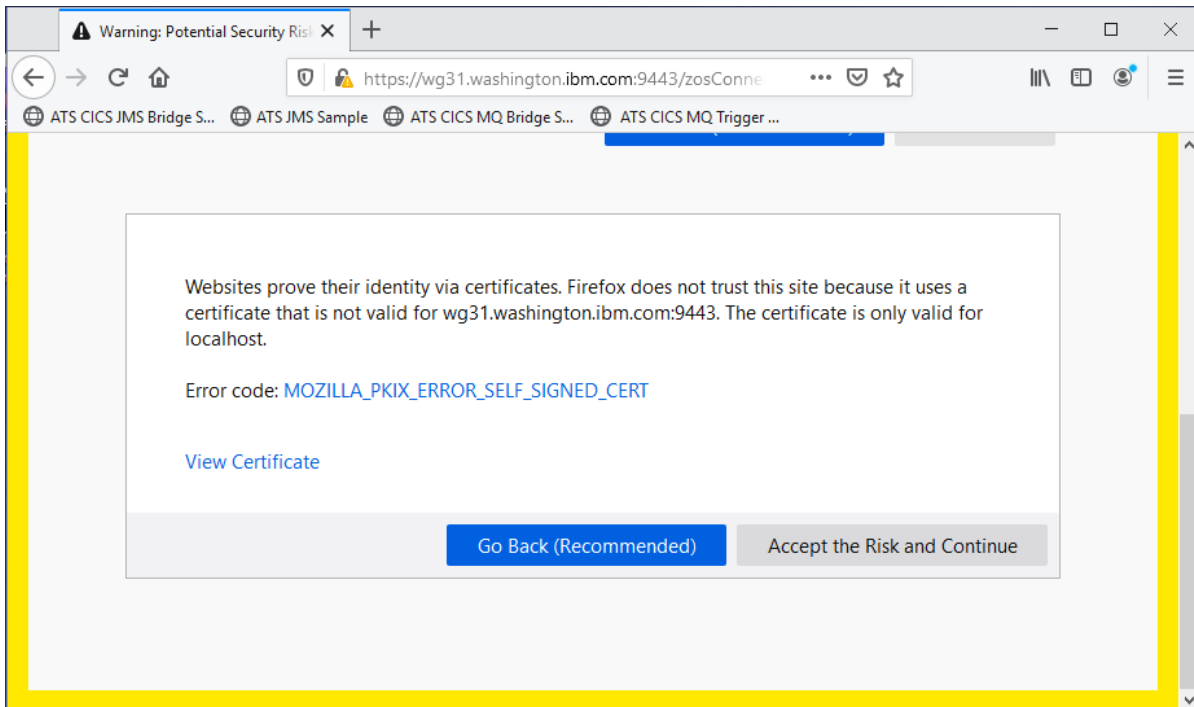 Warning: Potential Security Ris
https://wg31.washington.ibm.com:9443/zosConne
ATS CICS JMS Bridge S... ATS JMS Sample ATS CICS MQ Bridge S... ATS CICS MQ Trigger ...
Websites prove their identity via certificates. Firefox does not trust this site because it uses a
certificate that is not valid for wg31.washington.ibm.com:9443. The certificate is only valid for
localhost.
Error code: MOZILLA_PKIX_ERROR_SELF_SIGNED_CERT
View Certificate
Go Back (Recommended) Accept the Risk and Continue